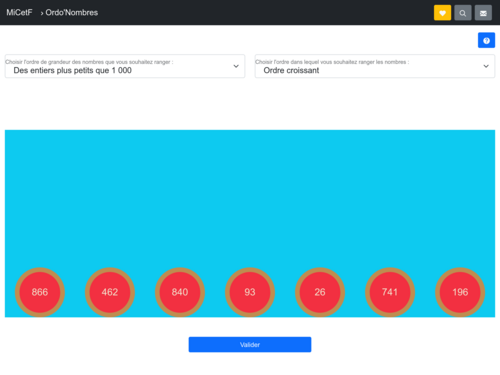 MiCetF › Ordo'Nombres
Choisir l'ordre de grandeur des nombres que vous souhaitez ranger :
Des entiers plus petits que 1 000
Choisir l'ordre dans lequel vous souhaitez ranger les nombres :
Ordre croissant
866 462 840 93 26 741 196
Valider